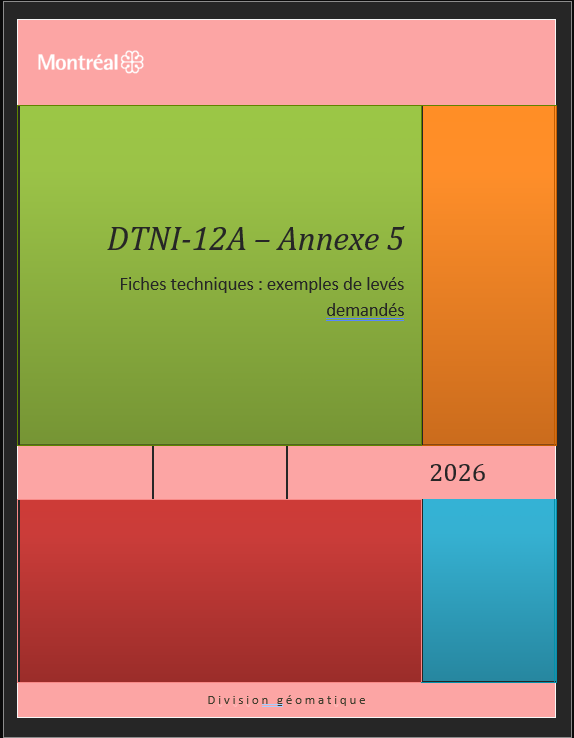 Montréal
DTNI-12A – Annexe 5
Fiches techniques : exemples de levés
demandés
2026
Division géomatique